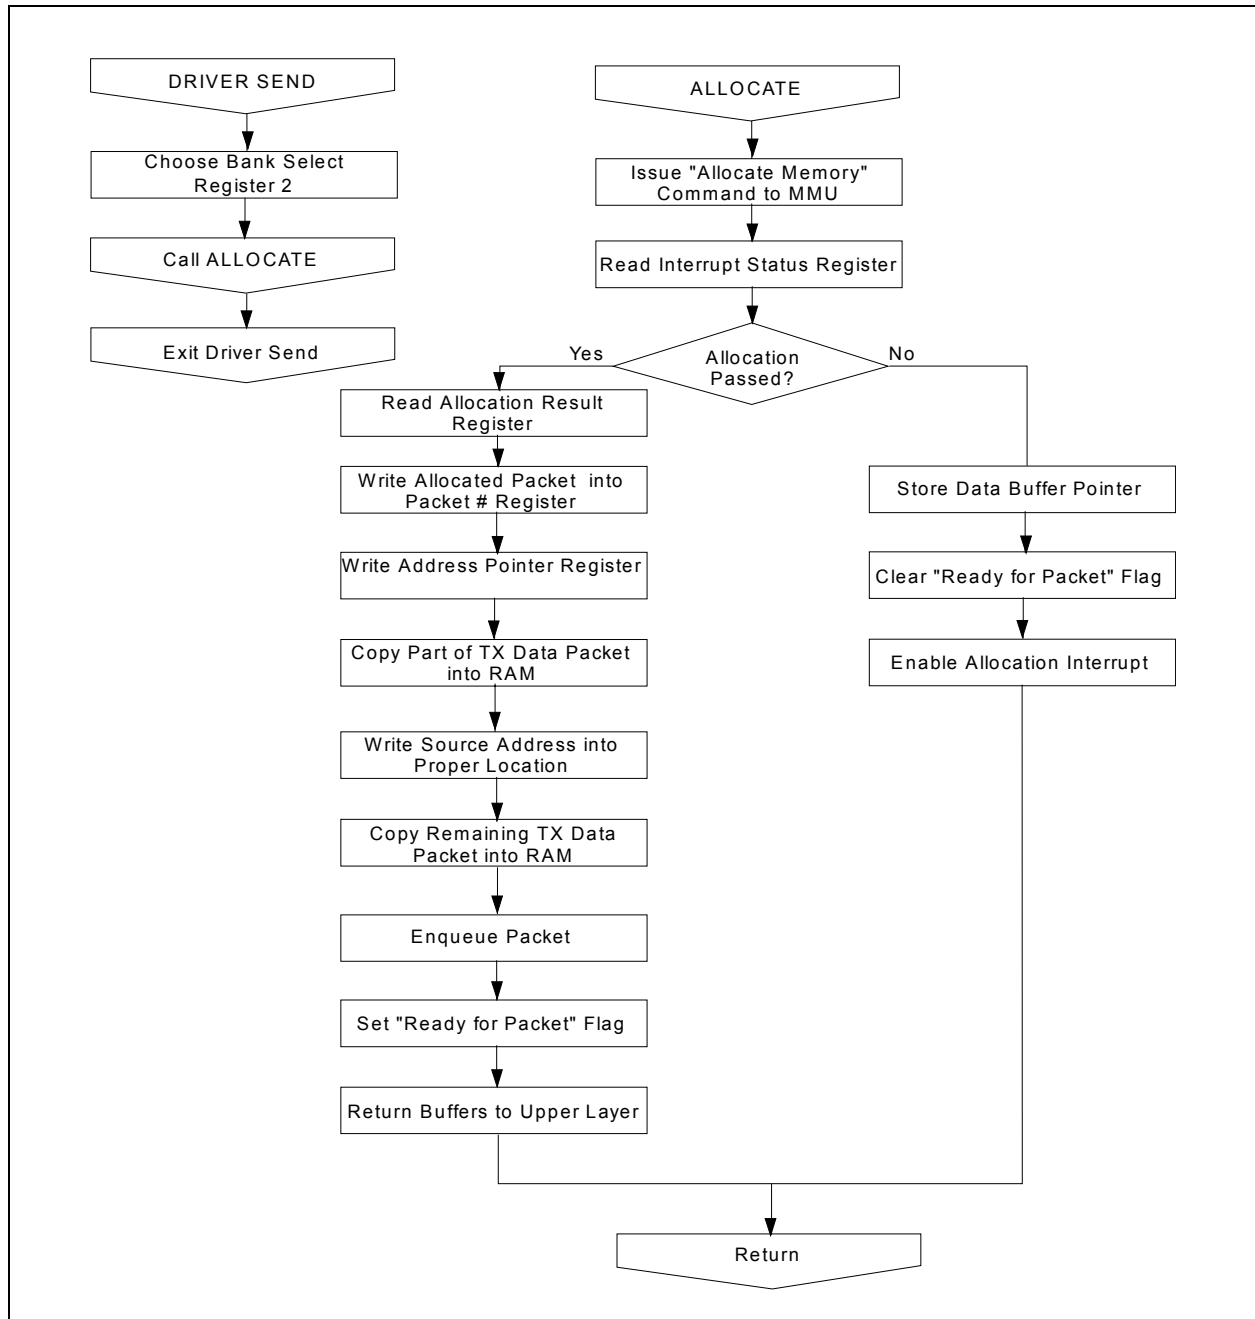 DRIVER SEND
Choose Bank Select
Register 2
Call ALLOCATE
Exit Driver Send
ALLOCATE
Issue "Allocate Memory"
Command to MMU
Read Interrupt Status Register
Allocation
Passed?
Yes
No
Read Allocation Result
Register
Write Allocated Packet into
Packet # Register
Write Address Pointer Register
Copy Part of TX Data Packet
into RAM
Write Source Address into
Proper Location
Copy Remaining TX Data
Packet into RAM
Enqueue Packet
Set "Ready for Packet" Flag
Return Buffers to Upper Layer
Store Data Buffer Pointer
Clear "Ready for Packet" Flag
Enable Allocation Interrupt
Return